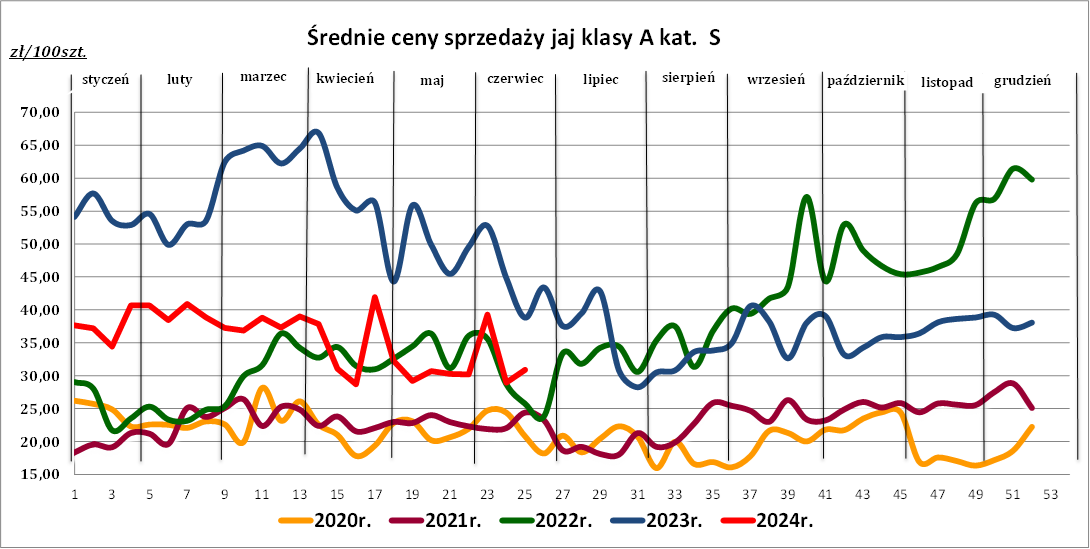 Średnie ceny sprzedaży jaj klasy A kat. S
zł/100szt.
styczeń luty marzec kwiecień maj czerwiec lipiec sierpień wrzesień październik listopad grudzień
70,00
65,00
60,00
55,00
50,00
45,00
40,00
35,00
30,00
25,00
20,00
15,00
1 3 5 7 9 11 13 15 17 19 21 23 25 27 29 31 33 35 37 39 41 43 45 47 49 51 53
2020r. 2021r. 2022r. 2023r. 2024r.